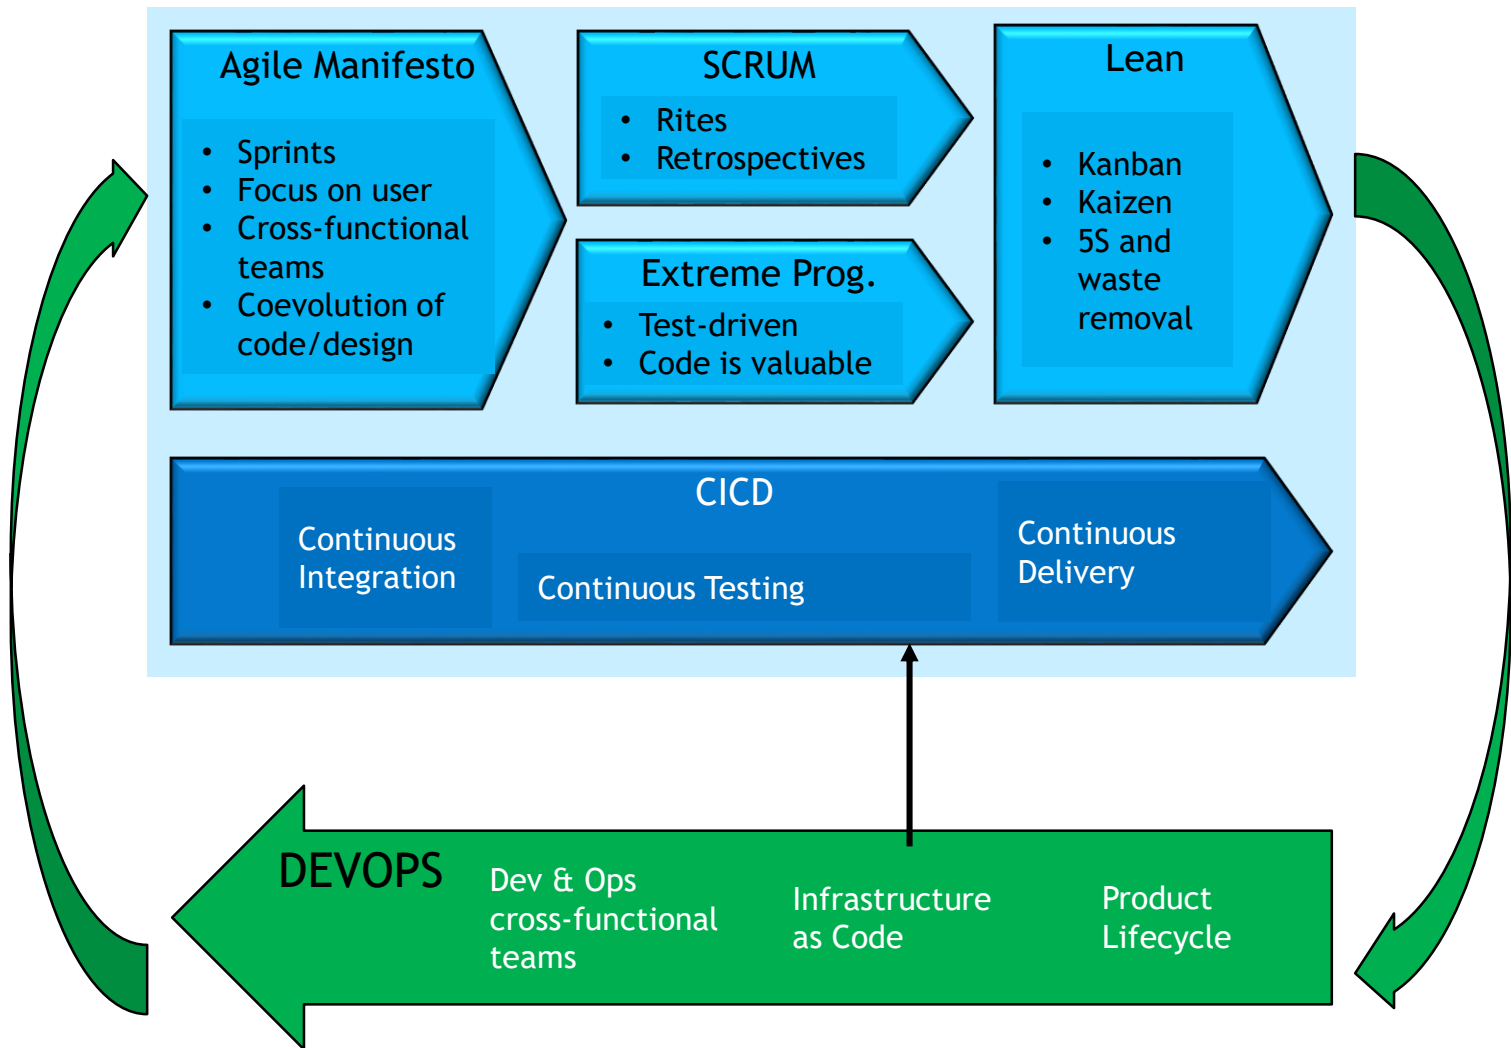 Agile Manifesto
• Sprints
• Focus on user
• Cross-functional
teams
• Coevolution of
code/design
SCRUM
• Rites
• Retrospectives
Extreme Prog.
• Test-driven
• Code is valuable
Lean
• Kanban
• Kaizen
• 5S and
waste
removal
CICD
Continuous
Integration
Continuous Testing
Continuous
Delivery
DEVOPS
Dev & Ops
cross-functional
teams
Infrastructure
as Code
Product
Lifecycle